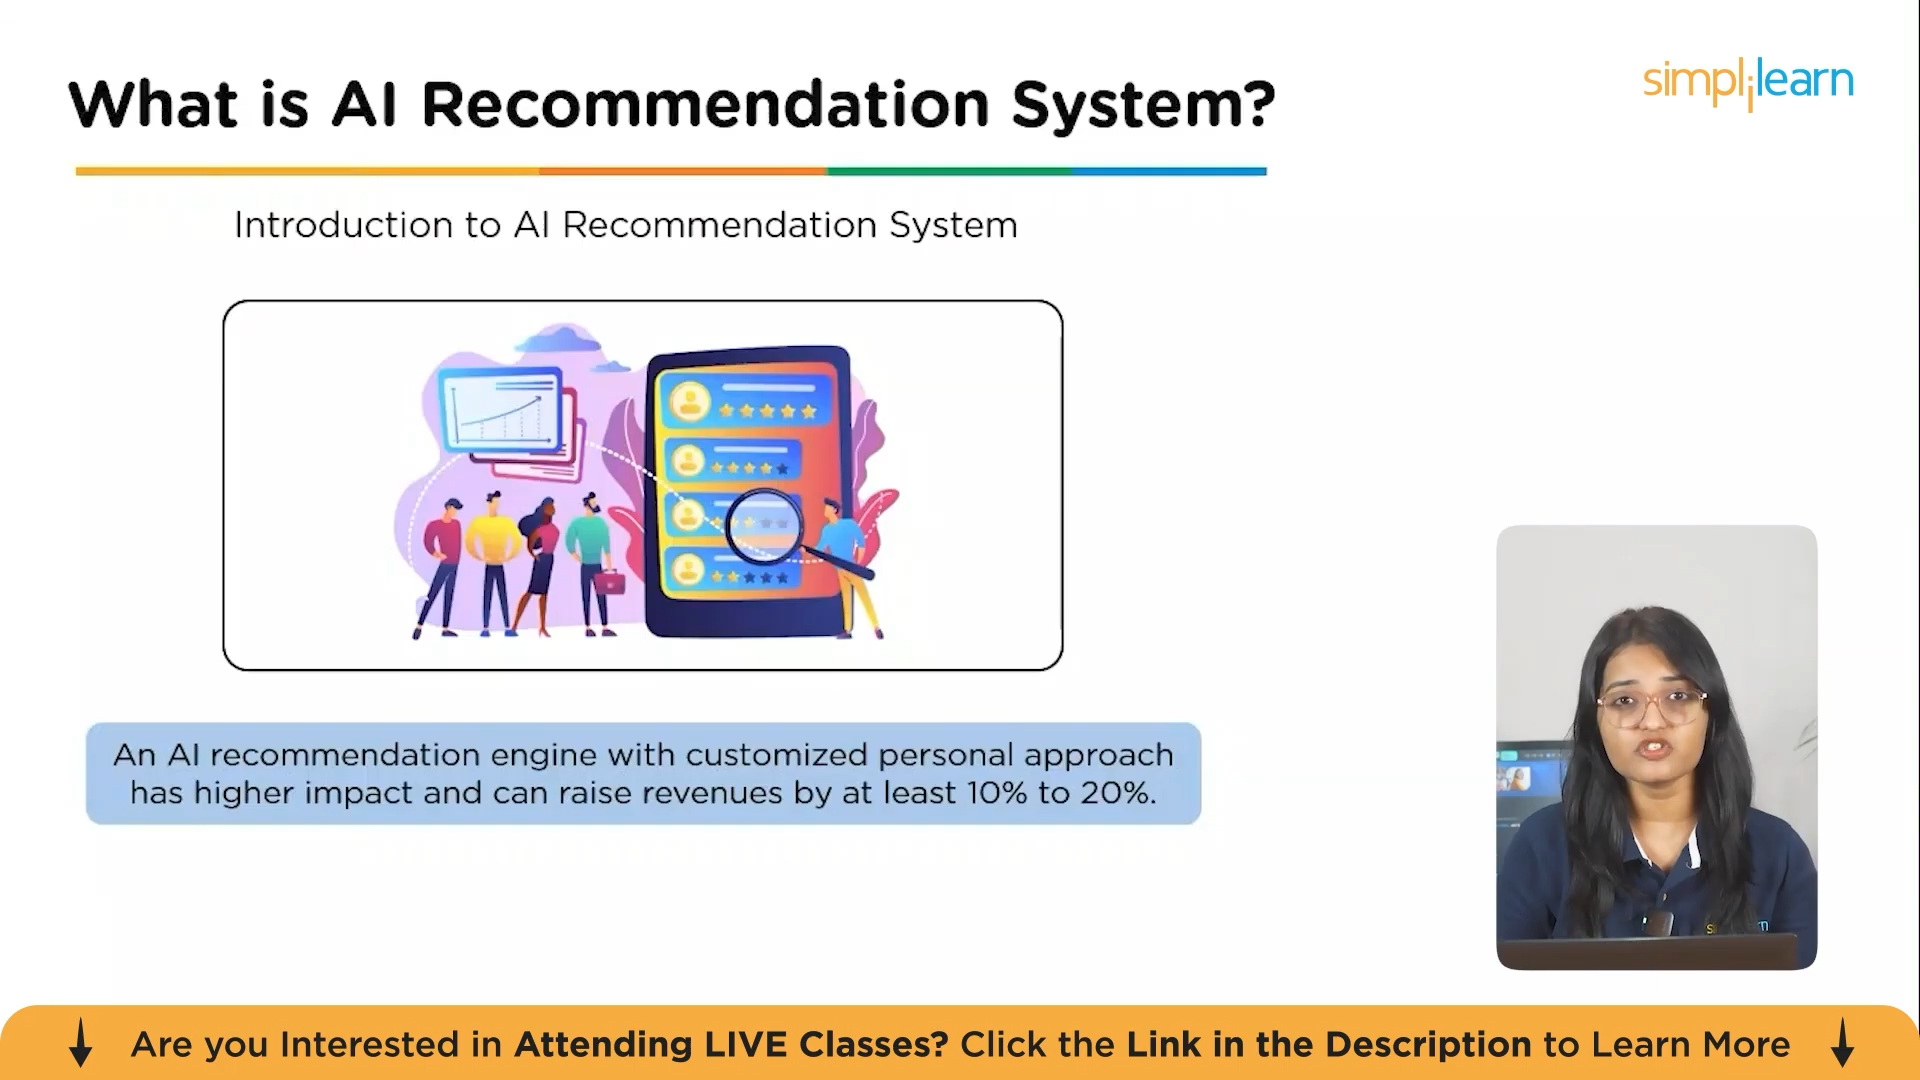 What is AI Recommendation System?
simplilearn
Introduction to AI Recommendation System
An AI recommendation engine with customized personal approach
has higher impact and can raise revenues by at least 10% to 20%.
Are you Interested in Attending LIVE Classes? Click the Link in the Description to Learn More